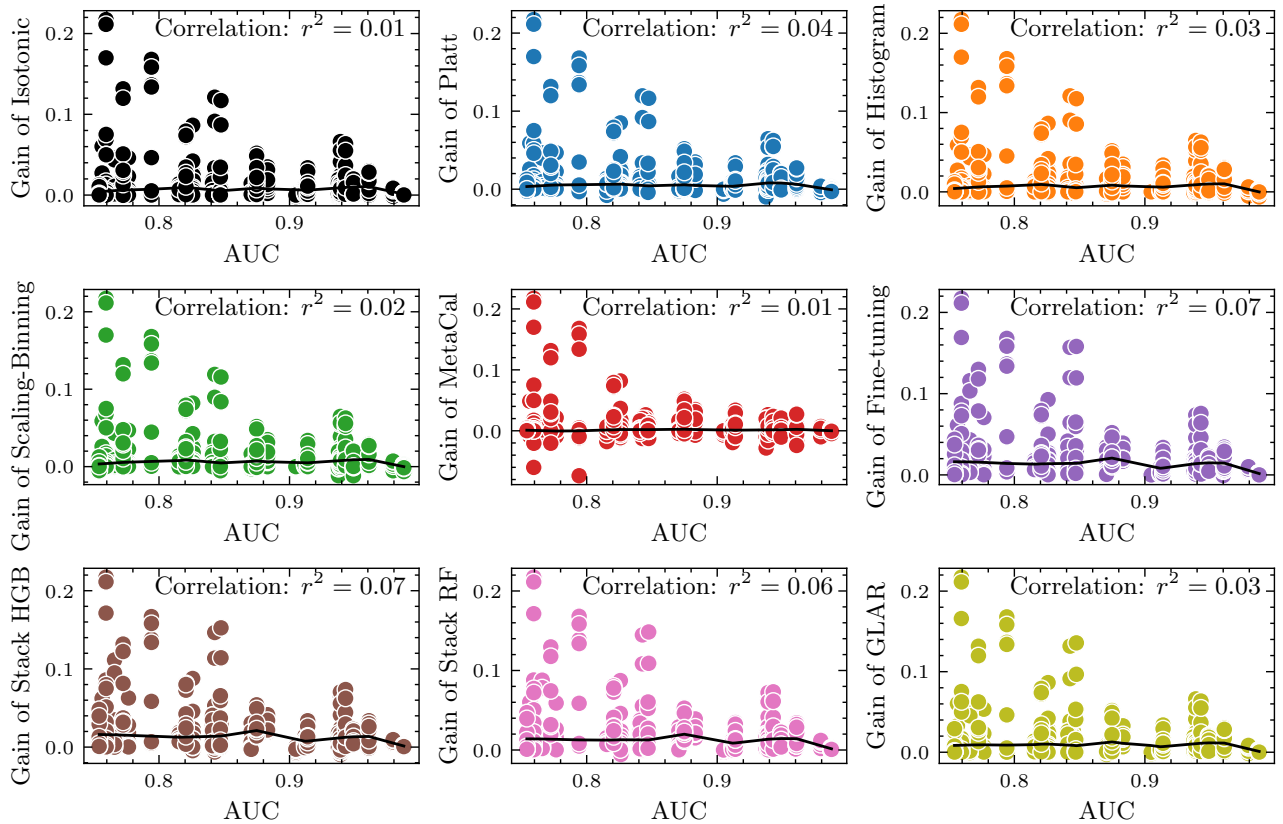 Correlation: r² = 0.01
Gain of Isotonic
0.2
0.1
0.0
0.8
0.9
AUC
Correlation: r² = 0.04
Gain of Platt
0.2
0.1
0.0
0.8
0.9
AUC
Correlation: r² = 0.03
Gain of Histogram
0.2
0.1
0.0
0.8
0.9
AUC
Correlation: r² = 0.02
Gain of Scaling-Binning
0.2
0.1
0.0
0.8
0.9
AUC
Correlation: r² = 0.01
Gain of MetaCal
0.2
0.1
0.0
0.8
0.9
AUC
Correlation: r² = 0.07
Gain of Fine-tuning
0.2
0.1
0.0
0.8
0.9
AUC
Correlation: r² = 0.07
Gain of Stack HGB
0.2
0.1
0.0
0.8
0.9
AUC
Correlation: r² = 0.06
Gain of Stack RF
0.2
0.1
0.0
0.8
0.9
AUC
Correlation: r² = 0.03
Gain of GLAR
0.2
0.1
0.0
0.8
0.9
AUC